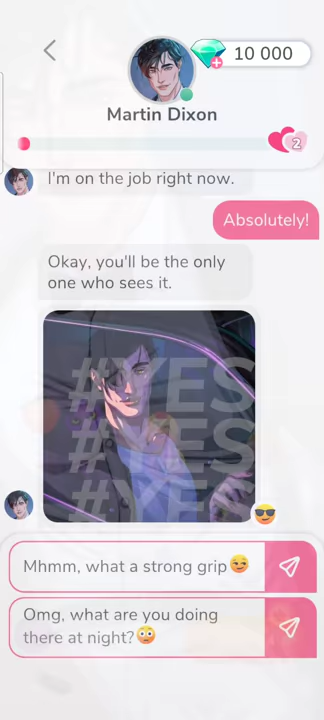 10 000
Martin Dixon
2
I'm on the job right now.
Absolutely!
Okay, you'll be the only
one who sees it.
#YES
#YES
#YES
Mhmm, what a strong grip😏
Omg, what are you doing
there at night?😳